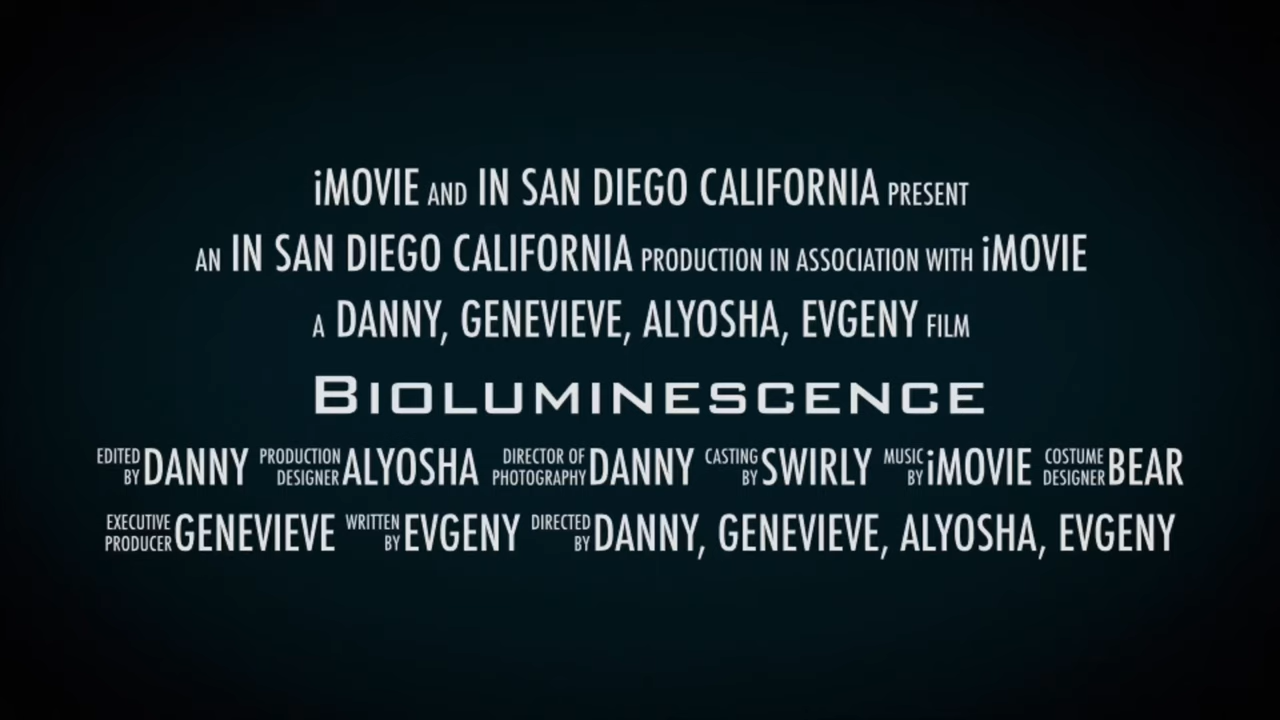 iMOVIE AND IN SAN DIEGO CALIFORNIA PRESENT
AN IN SAN DIEGO CALIFORNIA PRODUCTION IN ASSOCIATION WITH iMOVIE
A DANNY, GENEVIEVE, ALYOSHA, EVGENY FILM
BIOLUMINESCENCE
EDITED BY DANNY PRODUCTION DESIGNER ALYOSHA DIRECTOR OF PHOTOGRAPHY DANNY CASTING BY SWIRLY MUSIC BY iMOVIE COSTUME DESIGNER BEAR
EXECUTIVE PRODUCER GENEVIEVE WRITTEN BY EVGENY DIRECTED BY DANNY, GENEVIEVE, ALYOSHA, EVGENY